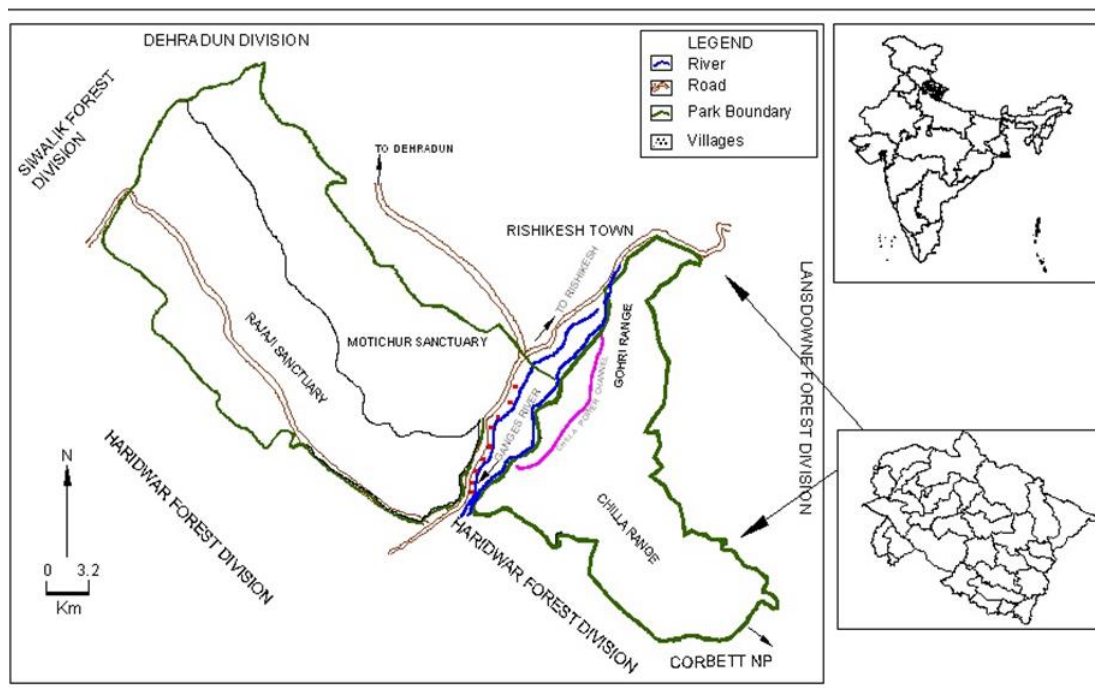 DEHRADUN DIVISION
LEGEND
River
Road
Park Boundary
Villages
SIWALIK FOREST
DIVISION
TO DEHRADUN
RISHIKESH TOWN
TO RISHIKESH
LANSDOWNE FOREST DIVISION
RAJAJI SANCTUARY
MOTICHUR SANCTUARY
GOHRI RANGE
GANGES RIVER
CHANNEL
CHILLA RANGE
N
0 3.2
Km
HARIDWAR FOREST DIVISION
HARIDWAR FOREST DIVISION
CORBETT NP